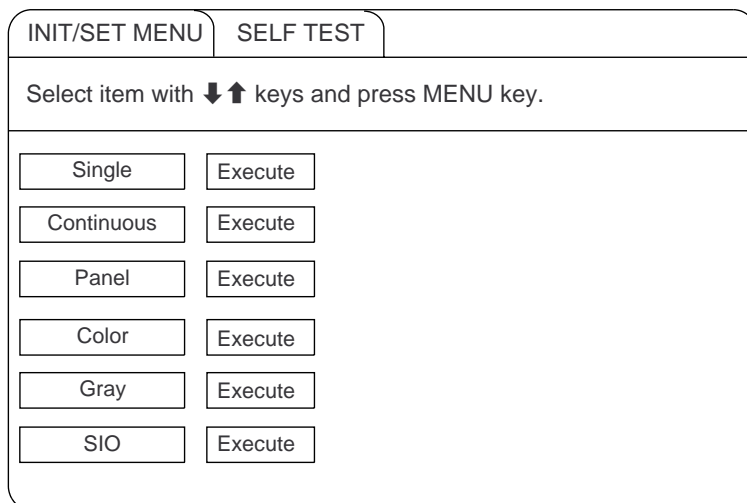 INIT/SET MENU SELF TEST
Select item with ⬇⬆ keys and press MENU key.
Single Execute
Continuous Execute
Panel Execute
Color Execute
Gray Execute
SIO Execute